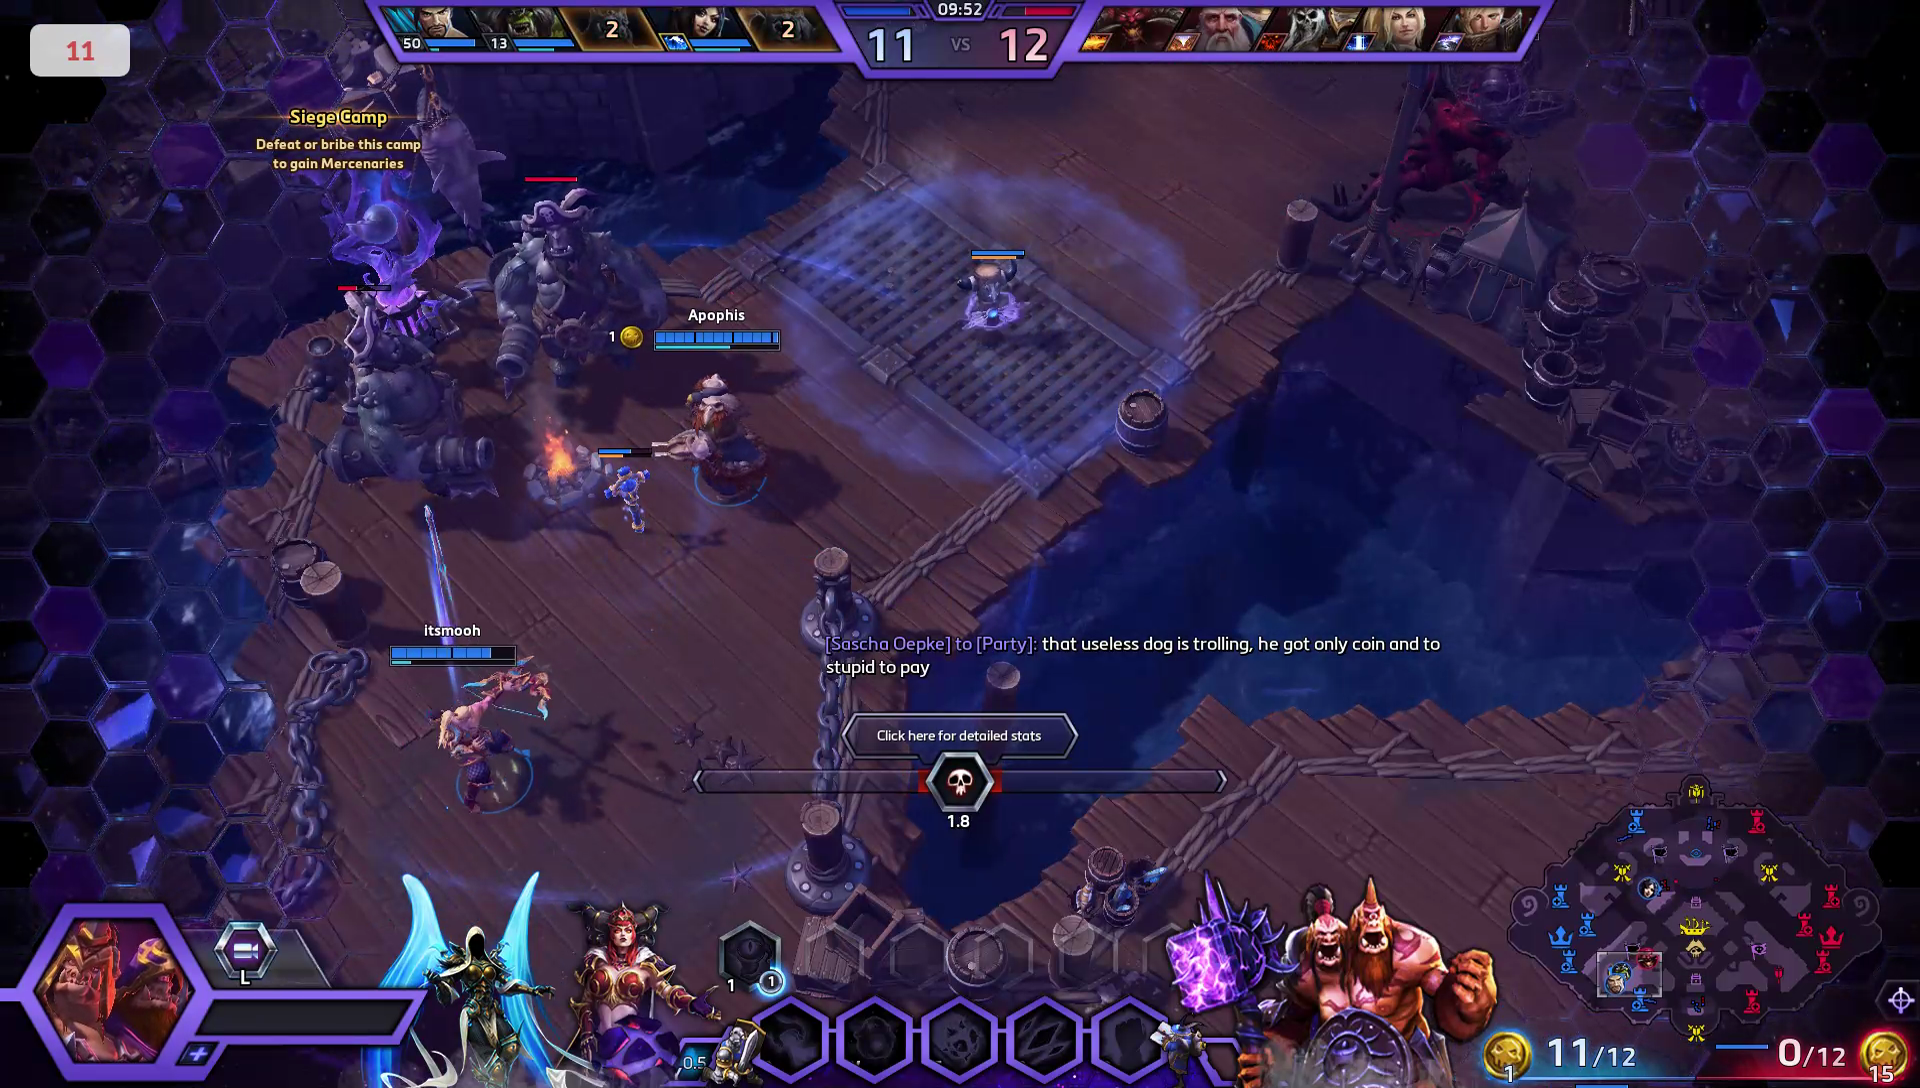 11
50
13
2
2
09:52
11 VS 12
Siege Camp
Defeat or bribe this camp
to gain Mercenaries
1
Apophis
itsmooh
[Sascha Oepke] to [Party]: that useless dog is trolling, he got only coin and to
stupid to pay
Click here for detailed stats
1.8
L
1
1
0.5
11/12
1
0/12
15